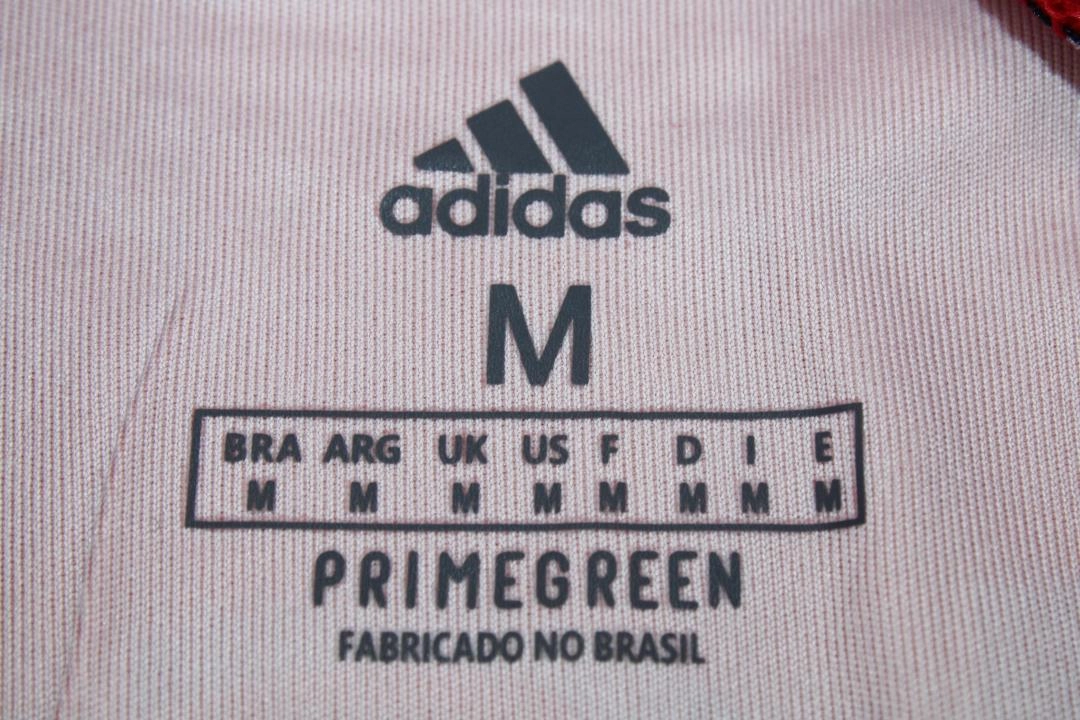 adidas
M
BRA ARG UK US F D I E
M M M M M M M M
PRIMEGREEN
FABRICADO NO BRASIL